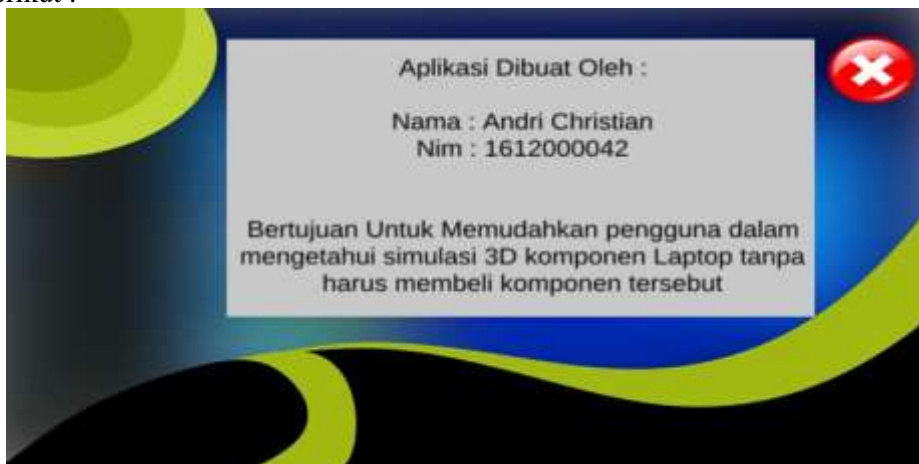 Aplikasi Dibuat Oleh :
Nama : Andri Christian
Nim : 1612000042
Bertujuan Untuk Memudahkan pengguna dalam
mengetahui simulasi 3D komponen Laptop tanpa
harus membeli komponen tersebut